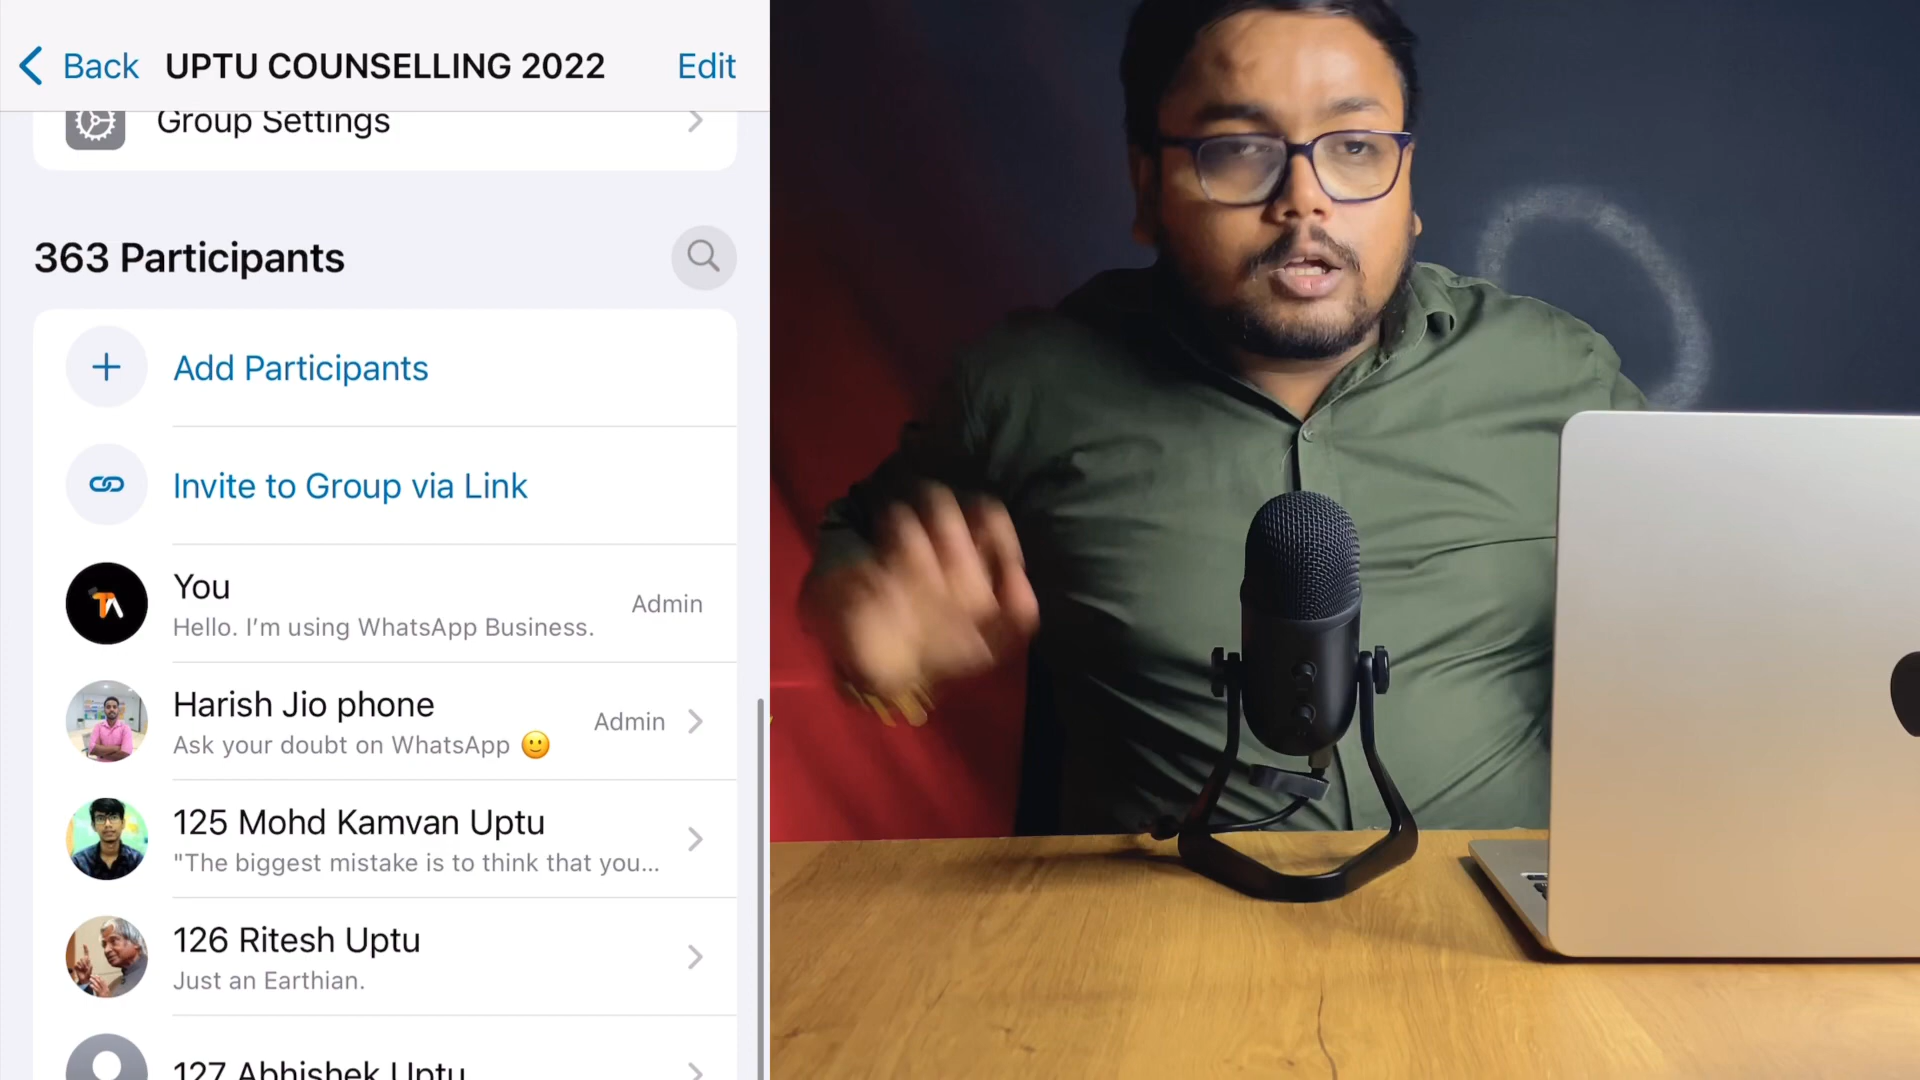 Back UPTU COUNSELLING 2022 Edit
Group Settings
363 Participants
Add Participants
Invite to Group via Link
You
Admin
Hello. I'm using WhatsApp Business.
Harish Jio phone
Admin
Ask your doubt on WhatsApp 🙂
125 Mohd Kamvan Uptu
"The biggest mistake is to think that you...
126 Ritesh Uptu
Just an Earthian.
127 Abhishek Uptu